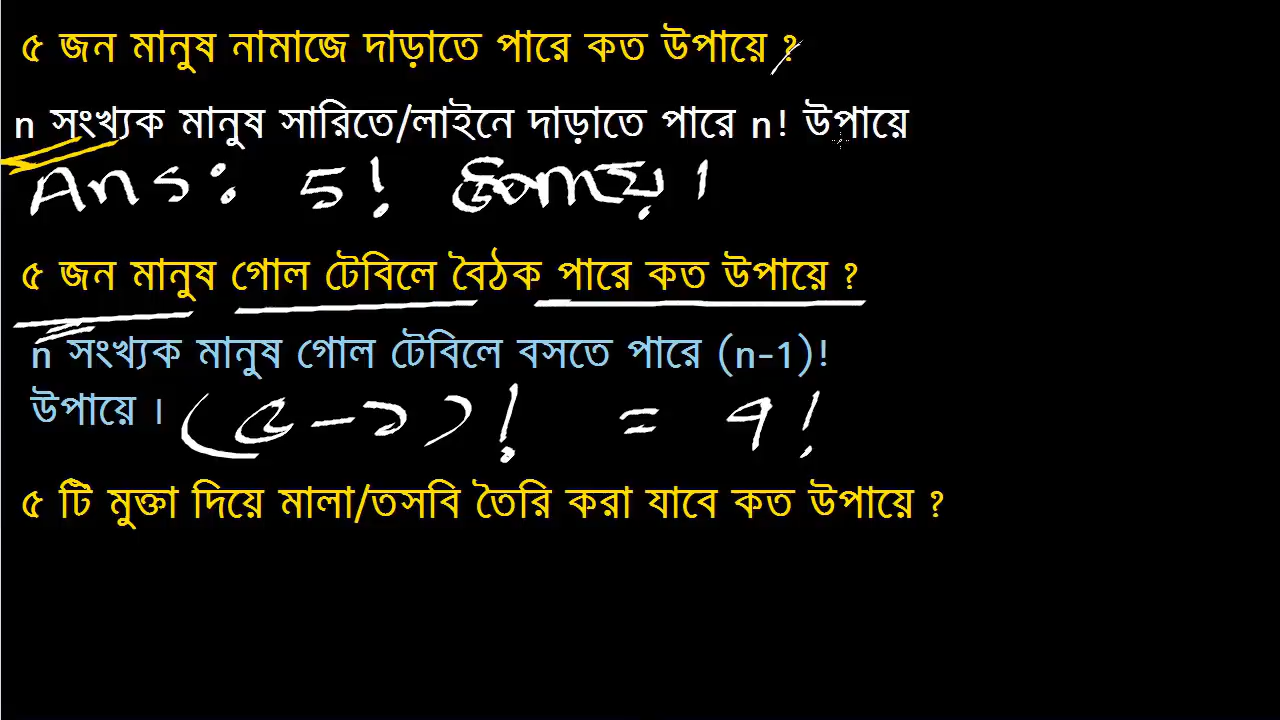 ৫ জন মানুষ নামাজে দাড়াতে পারে কত উপায়ে ?
n সংখ্যক মানুষ সারিতে/লাইনে দাড়াতে পারে n! উপায়ে
Ans: 5! উপায়ে।
৫ জন মানুষ গোল টেবিলে বৈঠক পারে কত উপায়ে ?
n সংখ্যক মানুষ গোল টেবিলে বসতে পারে (n-1)!
উপায়ে । (৫-১)! = 4!
৫ টি মুক্তা দিয়ে মালা/তসবি তৈরি করা যাবে কত উপায়ে ?